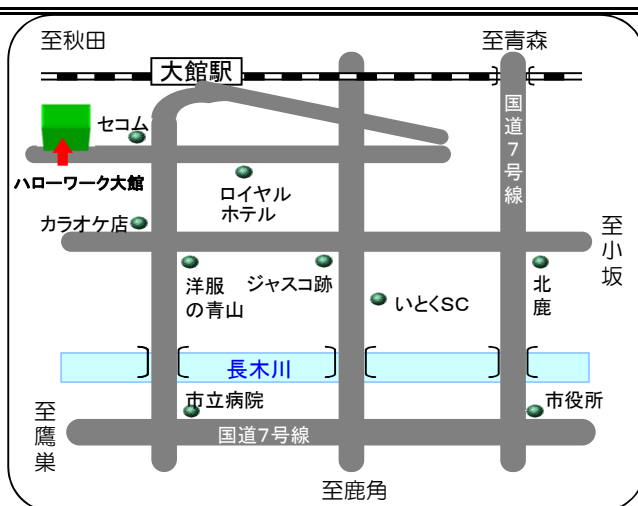 至秋田
至青森
大館駅
国道7号線
セコム
ハローワーク大館
ロイヤル
ホテル
カラオケ店
至小坂
洋服
の青山
ジャスコ跡
いとくSC
北鹿
長木川
市立病院
市役所
至鷹巣
国道7号線
至鹿角